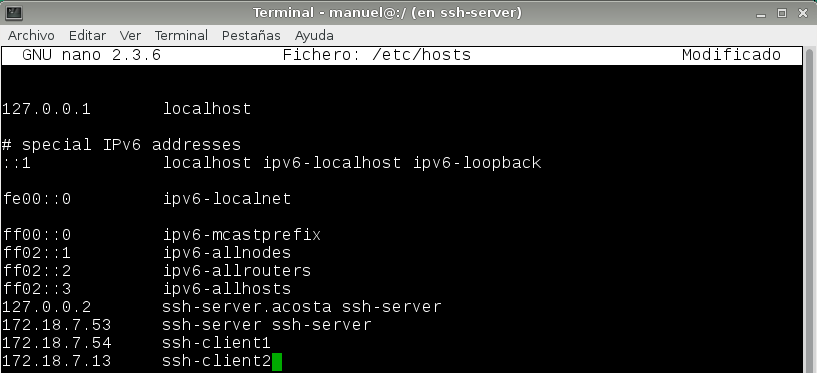 Terminal - manuel@:/ (en ssh-server)
Archivo Editar Ver Terminal Pestañas Ayuda
GNU nano 2.3.6 Fichero: /etc/hosts Modificado
127.0.0.1 localhost
# special IPv6 addresses
::1 localhost ipv6-localhost ipv6-loopback
fe00::0 ipv6-localnet
ff00::0 ipv6-mcastprefix
ff02::1 ipv6-allnodes
ff02::2 ipv6-allrouters
ff02::3 ipv6-allhosts
127.0.0.2 ssh-server.acosta ssh-server
172.18.7.53 ssh-server ssh-server
172.18.7.54 ssh-client1
172.18.7.13 ssh-client2